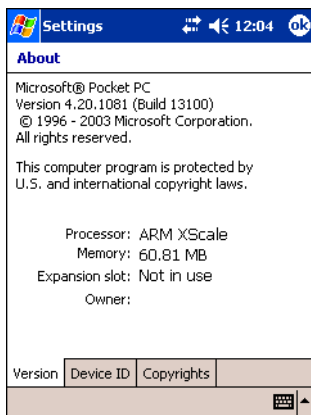 Settings 12:04 ok
About
Microsoft® Pocket PC
Version 4.20.1081 (Build 13100)
© 1996 - 2003 Microsoft Corporation.
All rights reserved.
This computer program is protected by
U.S. and international copyright laws.
Processor: ARM XScale
Memory: 60.81 MB
Expansion slot: Not in use
Owner:
Version Device ID Copyrights